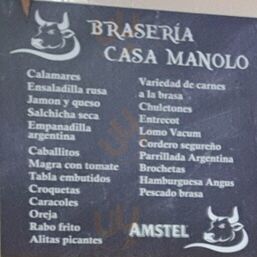 BRASERÍA
CASA MANOLO
Calamares
Ensaladilla rusa
Jamon y queso
Salchicha seca
Empanadilla
argentina
Caballitos
Magra con tomate
Tabla embutidos
Croquetas
Caracoles
Oreja
Rabo frito
Alitas picantes
Variedad de carnes
a la brasa
Chuletones
Entrecot
Lomo Vacum
Cordero segureño
Parrillada Argentina
Brochetas
Hamburguesa Angus
Pescado brasa
AMSTEL